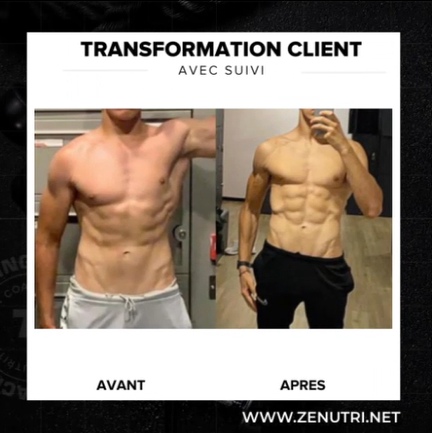 TRANSFORMATION CLIENT
AVEC SUIVI
AVANT
APRES
WWW.ZENUTRI.NET